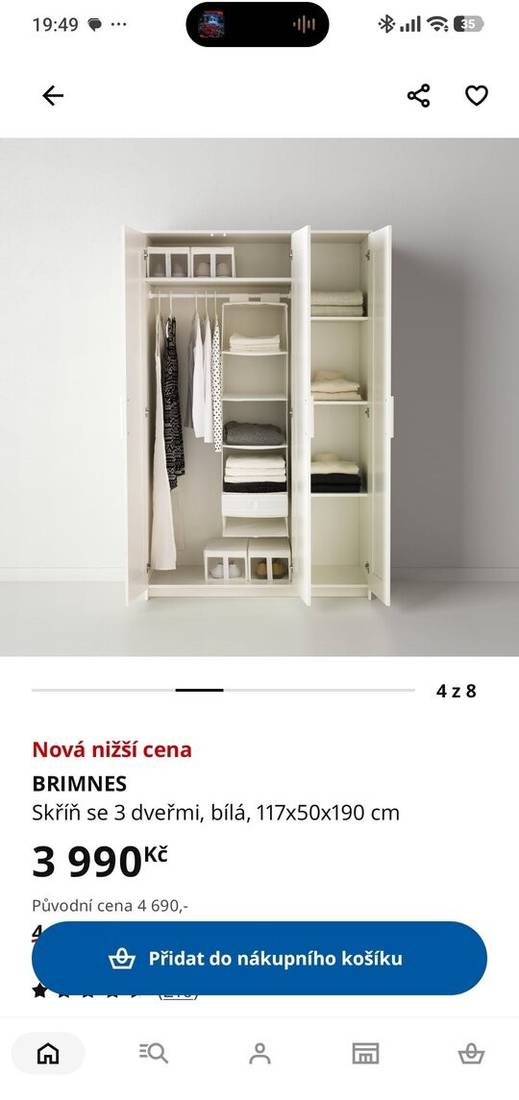 19:49
35
4 z 8
Nová nižší cena
BRIMNES
Skříň se 3 dveřmi, bílá, 117x50x190 cm
3 990Kč
Původní cena 4 690,-
Přidat do nákupního košíku